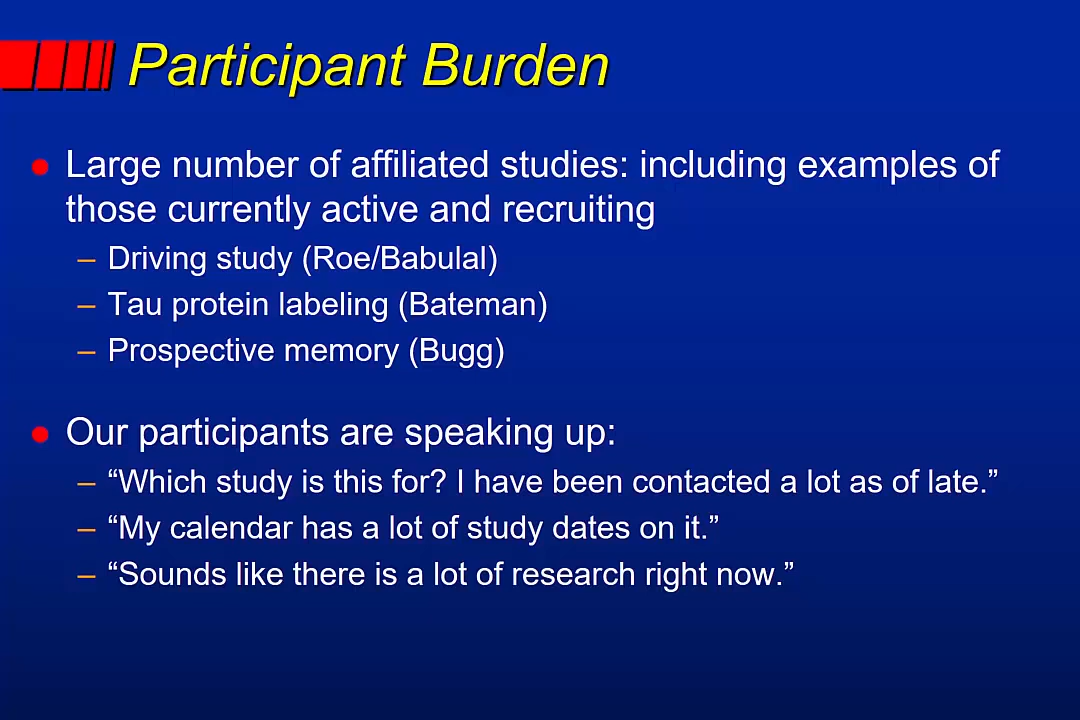 Participant Burden
● Large number of affiliated studies: including examples of
those currently active and recruiting
– Driving study (Roe/Babulal)
– Tau protein labeling (Bateman)
– Prospective memory (Bugg)
● Our participants are speaking up:
– “Which study is this for? I have been contacted a lot as of late.”
– “My calendar has a lot of study dates on it.”
– “Sounds like there is a lot of research right now.”